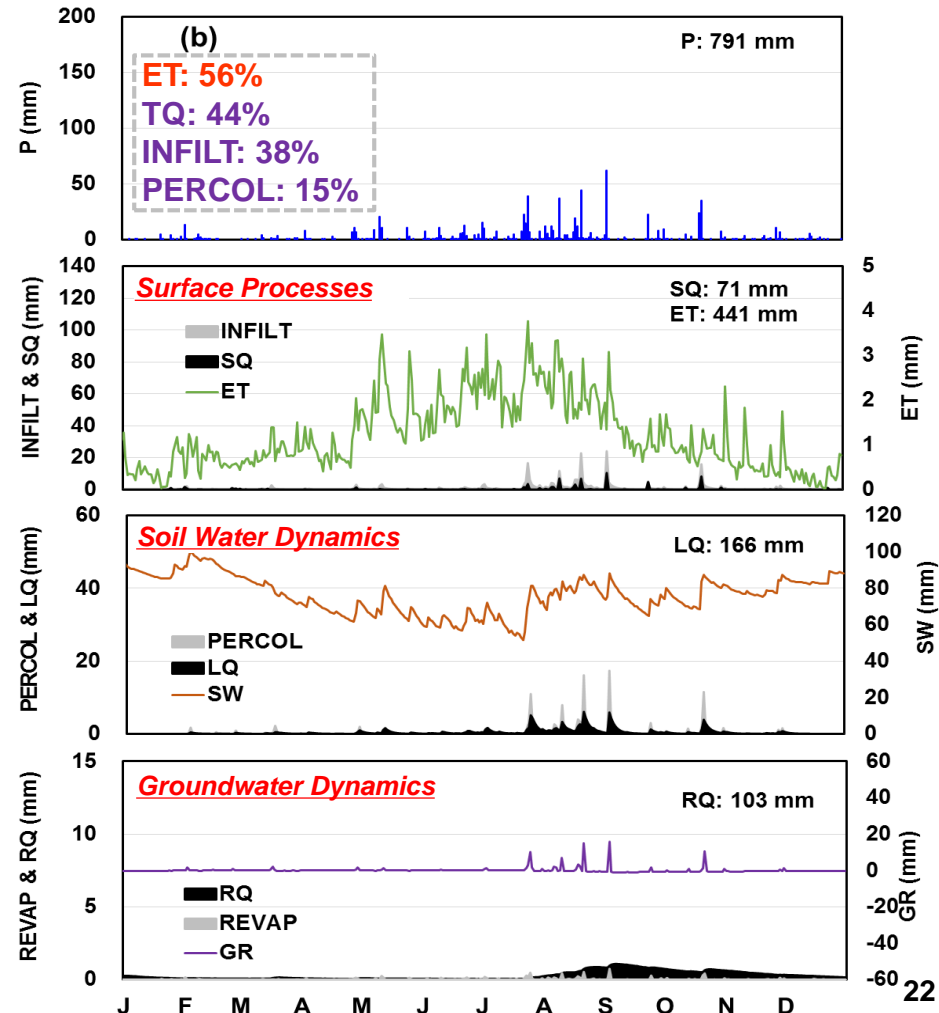 (b)
P: 791 mm
ET: 56%
TQ: 44%
INFILT: 38%
PERCOL: 15%
P (mm)
200
150
100
50
0
Surface Processes
SQ: 71 mm
ET: 441 mm
INFILT
SQ
ET
INFILT & SQ (mm)
140
120
100
80
60
40
20
0
5
4
3
2
1
0
ET (mm)
Soil Water Dynamics
LQ: 166 mm
PERCOL
LQ
SW
PERCOL & LQ (mm)
60
40
20
0
120
100
80
60
40
20
0
SW (mm)
Groundwater Dynamics
RQ: 103 mm
RQ
REVAP
GR
REVAP & RQ (mm)
15
10
5
0
60
40
20
0
-20
-40
-60
GR (mm)
J F M A M J J A S O N D
22